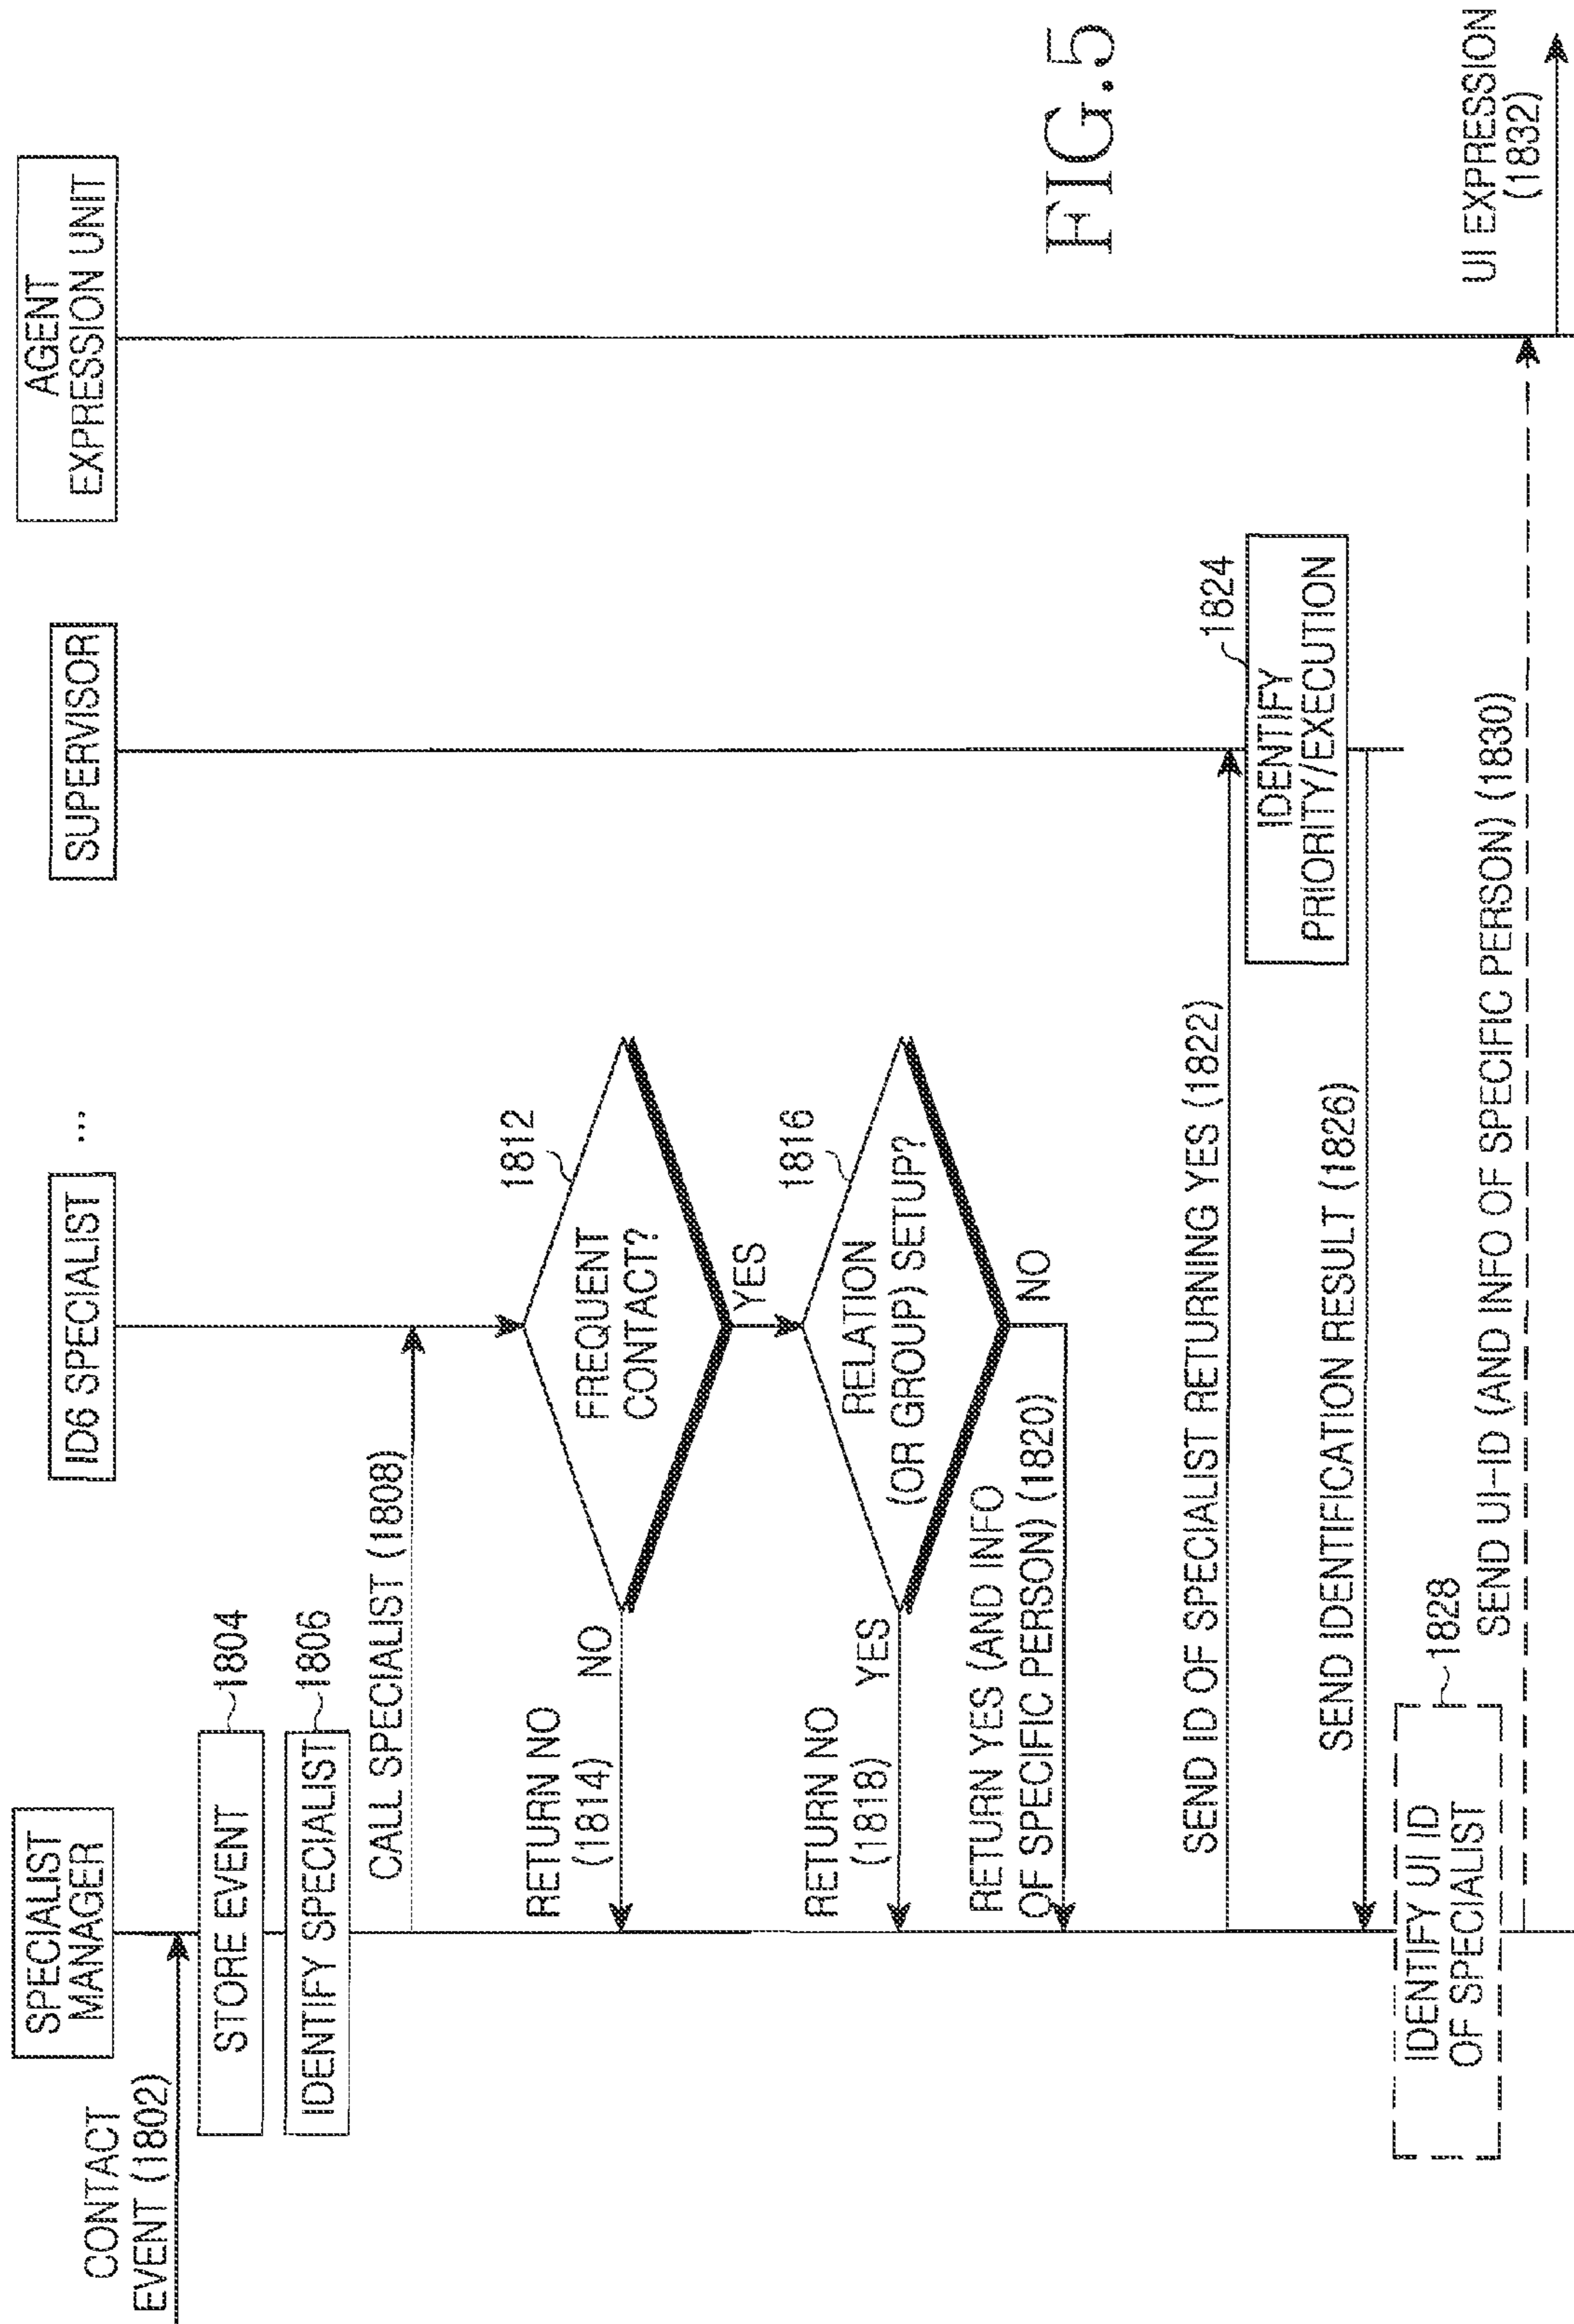 CONTACT
EVENT (1802)
SPECIALIST
MANAGER
ID6 SPECIALIST
...
SUPERVISOR
AGENT
EXPRESSION UNIT
STORE EVENT
1804
IDENTIFY SPECIALIST
1806
CALL SPECIALIST (1808)
1812
FREQUENT
CONTACT?
RETURN NO
(1814)
NO
YES
1816
RELATION
(OR GROUP) SETUP?
RETURN NO
(1818)
YES
NO
RETURN YES (AND INFO
OF SPECIFIC PERSON) (1820)
SEND ID OF SPECIALIST RETURNING YES (1822)
1824
IDENTIFY
PRIORITY/EXECUTION
SEND IDENTIFICATION RESULT (1826)
IDENTIFY UI ID
OF SPECIALIST
1828
SEND UI-ID (AND INFO OF SPECIFIC PERSON) (1830)
UI EXPRESSION
(1832)
FIG.5